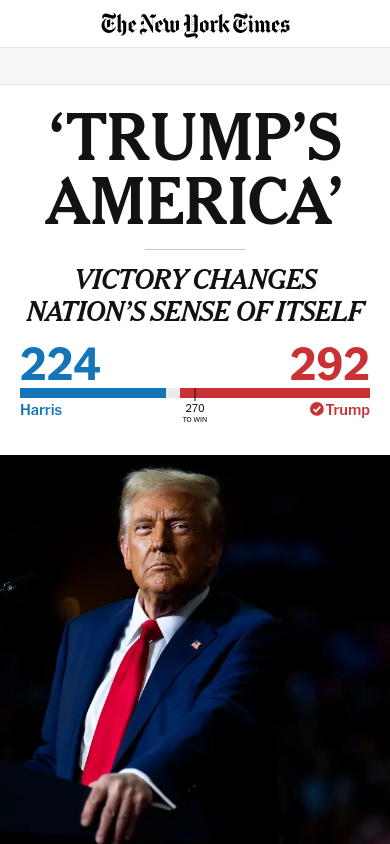 The New York Times
‘TRUMP’S
AMERICA’
VICTORY CHANGES
NATION’S SENSE OF ITSELF
224
292
Harris
270
TO WIN
Trump